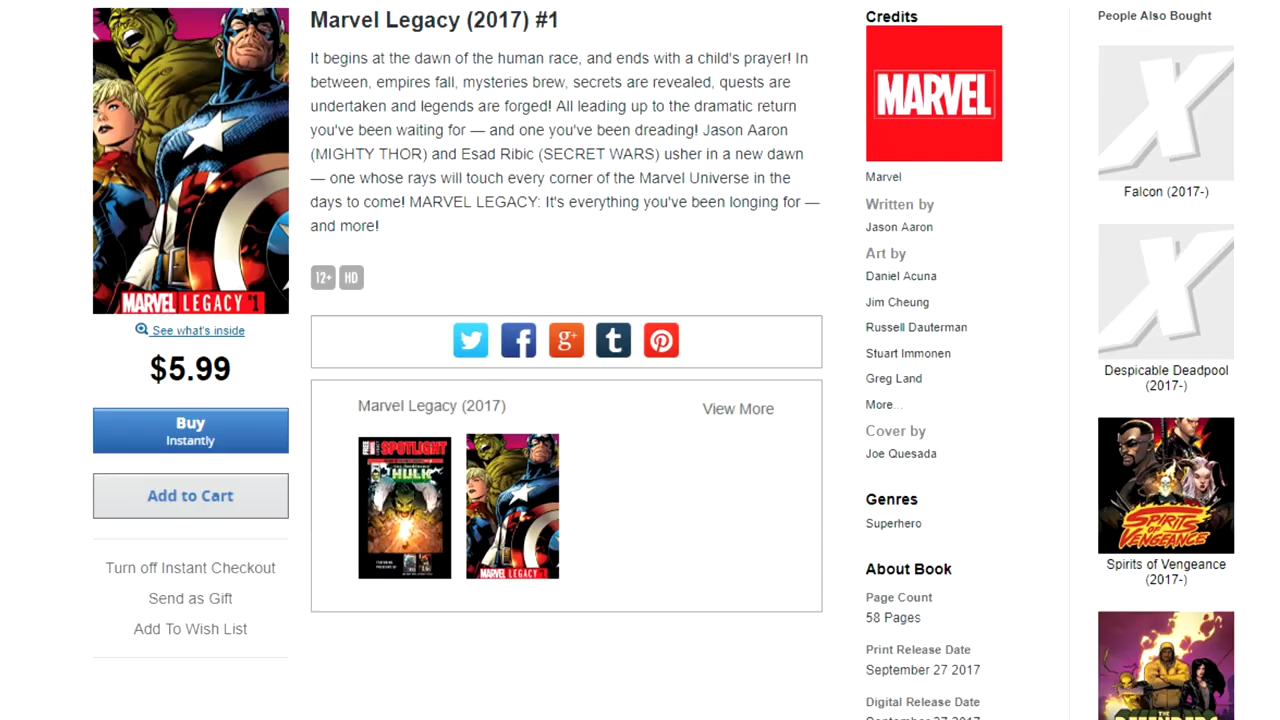 MARVEL LEGACY #1
See what's inside
$5.99
Buy
Instantly
Add to Cart
Turn off Instant Checkout
Send as Gift
Add To Wish List
Marvel Legacy (2017) #1
It begins at the dawn of the human race, and ends with a child's prayer! In
between, empires fall, mysteries brew, secrets are revealed, quests are
undertaken and legends are forged! All leading up to the dramatic return
you've been waiting for — and one you've been dreading! Jason Aaron
(MIGHTY THOR) and Esad Ribic (SECRET WARS) usher in a new dawn
— one whose rays will touch every corner of the Marvel Universe in the
days to come! MARVEL LEGACY: It's everything you've been longing for —
and more!
12+ HD
Marvel Legacy (2017)
View More
FREE
SPOTLIGHT
HULK
MARVEL LEGACY
Credits
MARVEL
Marvel
Written by
Jason Aaron
Art by
Daniel Acuna
Jim Cheung
Russell Dauterman
Stuart Immonen
Greg Land
More...
Cover by
Joe Quesada
Genres
Superhero
About Book
Page Count
58 Pages
Print Release Date
September 27 2017
Digital Release Date
September 27 2017
People Also Bought
Falcon (2017-)
Despicable Deadpool
(2017-)
SPIRITS
OF
VENGEANCE
Spirits of Vengeance
(2017-)
THE
DEFENDERS